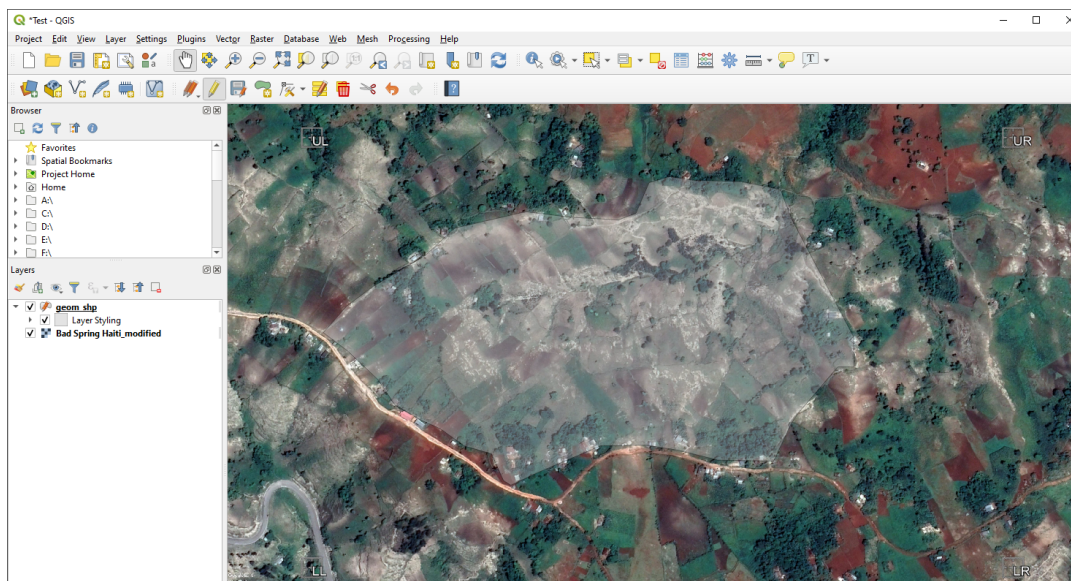 *Test - QGIS
Project Edit View Layer Settings Plugins Vector Raster Database Web Mesh Processing Help
Browser
Favorites
Spatial Bookmarks
Project Home
Home
A:\
C:\
D:\
E:\
F:\
Layers
geom_shp
Layer Styling
Bad Spring Haiti_modified
UL
UR
LL
LR